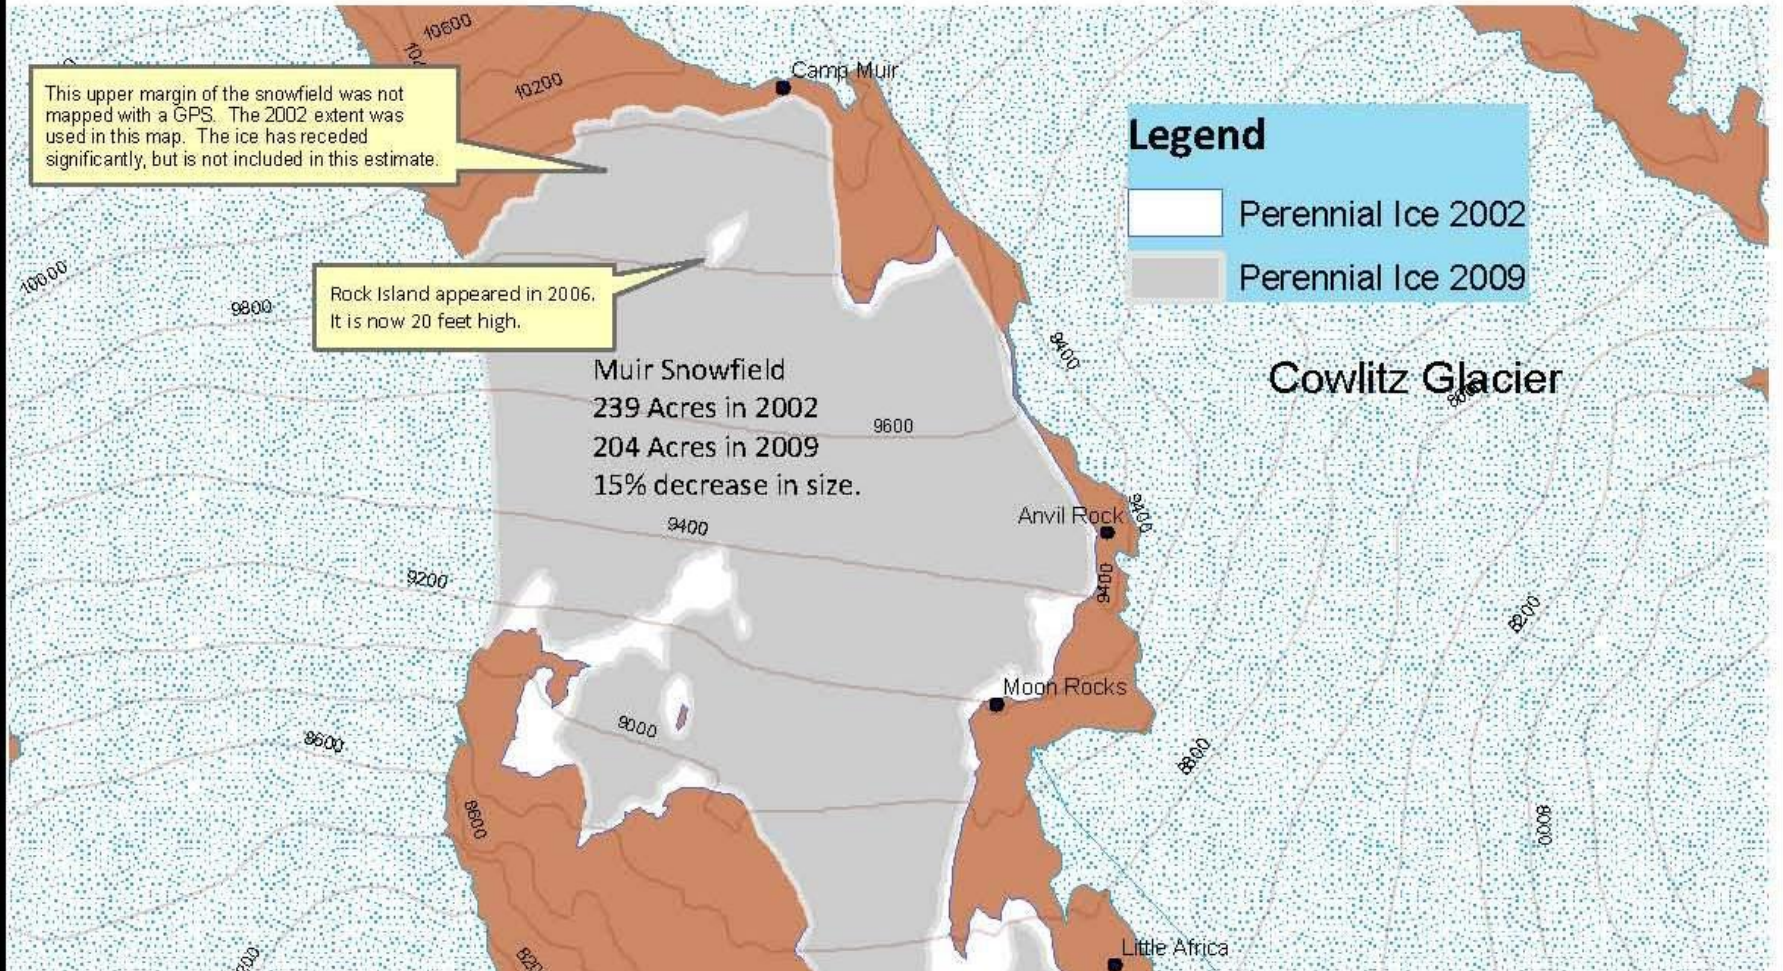 10600
10200
Camp Muir
This upper margin of the snowfield was not
mapped with a GPS. The 2002 extent was
used in this map. The ice has receded
significantly, but is not included in this estimate.
Legend
Perennial Ice 2002
Perennial Ice 2009
10000
9800
Rock Island appeared in 2006.
It is now 20 feet high.
9400
Muir Snowfield
239 Acres in 2002
204 Acres in 2009
15% decrease in size.
Cowlitz Glacier
9600
9400
Anvil Rock
9400
9200
9400
8200
Moon Rocks
9000
8600
8800
8600
8000
Little Africa